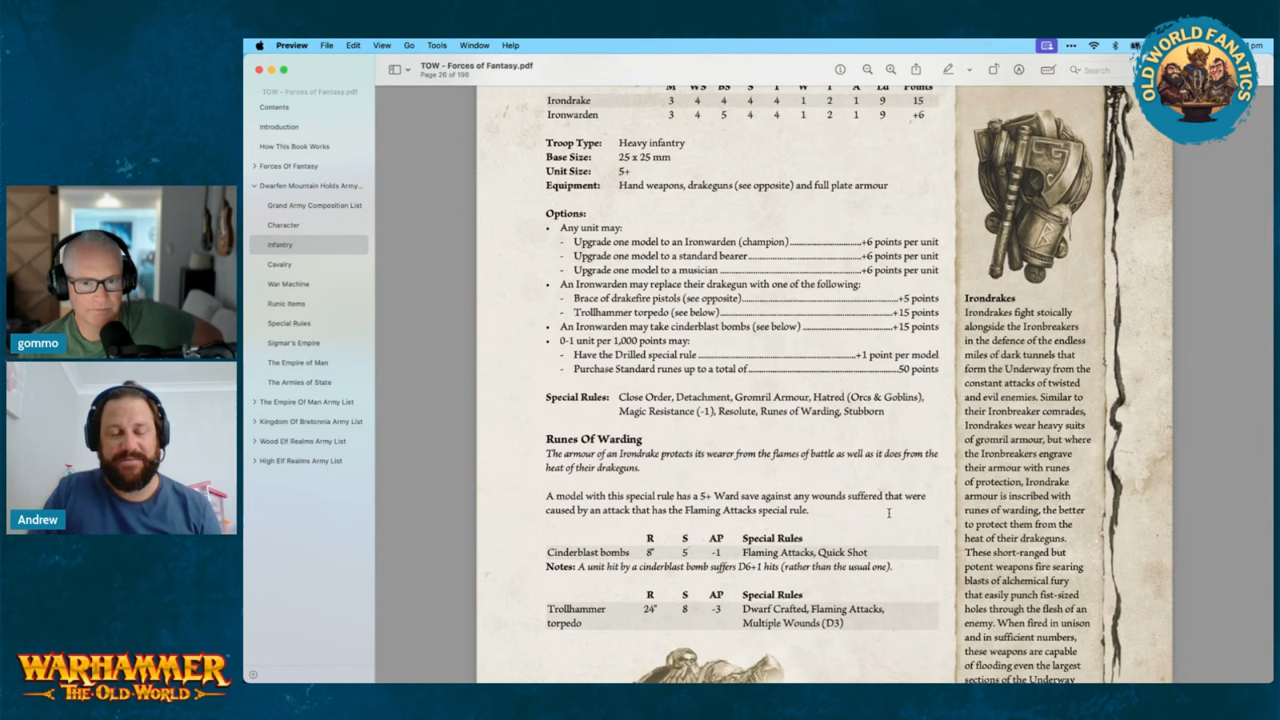 Preview File Edit View Go Tools Window Help
TOW - Forces of Fantasy.pdf
Page 26 of 196
Search
OLD WORLD FANATICS
TOW - Forces of Fantasy.pdf
Contents
Introduction
How This Book Works
Forces Of Fantasy
Dwarfen Mountain Holds Army...
Grand Army Composition List
Character
Infantry
Cavalry
War Machine
Runic Items
Special Rules
Sigmar's Empire
The Empire of Man
The Armies of State
The Empire Of Man Army List
Kingdom Of Bretonnia Army List
Wood Elf Realms Army List
High Elf Realms Army List
M WS BS S T W I A Ld Points
Irondrake 3 4 4 4 4 1 2 1 9 15
Ironwarden 3 4 5 4 4 1 2 1 9 +6
Troop Type: Heavy infantry
Base Size: 25 x 25 mm
Unit Size: 5+
Equipment: Hand weapons, drakeguns (see opposite) and full plate armour
Options:
• Any unit may:
- Upgrade one model to an Ironwarden (champion)........................+6 points per unit
- Upgrade one model to a standard bearer........................+6 points per unit
- Upgrade one model to a musician ........................+6 points per unit
• An Ironwarden may replace their drakegun with one of the following:
- Brace of drakefire pistols (see opposite)........................+5 points
- Trollhammer torpedo (see below)........................+15 points
• An Ironwarden may take cinderblast bombs (see below)........................+15 points
• 0-1 unit per 1,000 points may:
- Have the Drilled special rule ........................+1 point per model
- Purchase Standard runes up to a total of........................50 points
Special Rules: Close Order, Detachment, Gromril Armour, Hatred (Orcs & Goblins),
Magic Resistance (-1), Resolute, Runes of Warding, Stubborn
Runes Of Warding
The armour of an Irondrake protects its wearer from the flames of battle as well as it does from the
heat of their drakeguns.
A model with this special rule has a 5+ Ward save against any wounds suffered that were
caused by an attack that has the Flaming Attacks special rule.
R S AP Special Rules
Cinderblast bombs 8" 5 -1 Flaming Attacks, Quick Shot
Notes: A unit hit by a cinderblast bomb suffers D6+1 hits (rather than the usual one).
R S AP Special Rules
Trollhammer 24" 8 -3 Dwarf Crafted, Flaming Attacks,
torpedo Multiple Wounds (D3)
Irondrakes
Irondrakes fight stoically
alongside the Ironbreakers
in the defence of the endless
miles of dark tunnels that
form the Underway from the
constant attacks of twisted
and evil enemies. Similar to
their Ironbreaker comrades,
Irondrakes wear heavy suits
of gromril armour, but where
the Ironbreakers engrave
their armour with runes
of protection, Irondrake
armour is inscribed with
runes of warding, the better
to protect them from the
heat of their drakeguns.
These short-ranged but
potent weapons fire searing
blasts of alchemical fury
that easily punch fist-sized
holes through the flesh of an
enemy. When fired in unison
and in sufficient numbers,
these weapons are capable
of flooding even the largest
sections of the Underway
gommo
Andrew
WARHAMMER
THE OLD WORLD